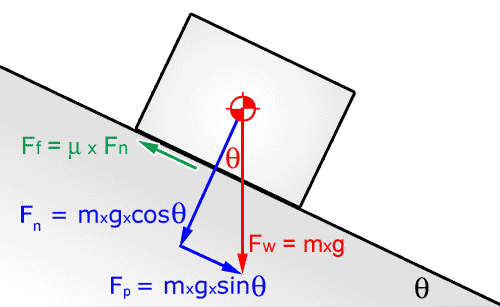 Ff = μ x Fn
θ
Fn = mxgxcosθ
Fw = mxg
Fp = mxgxsinθ
θ